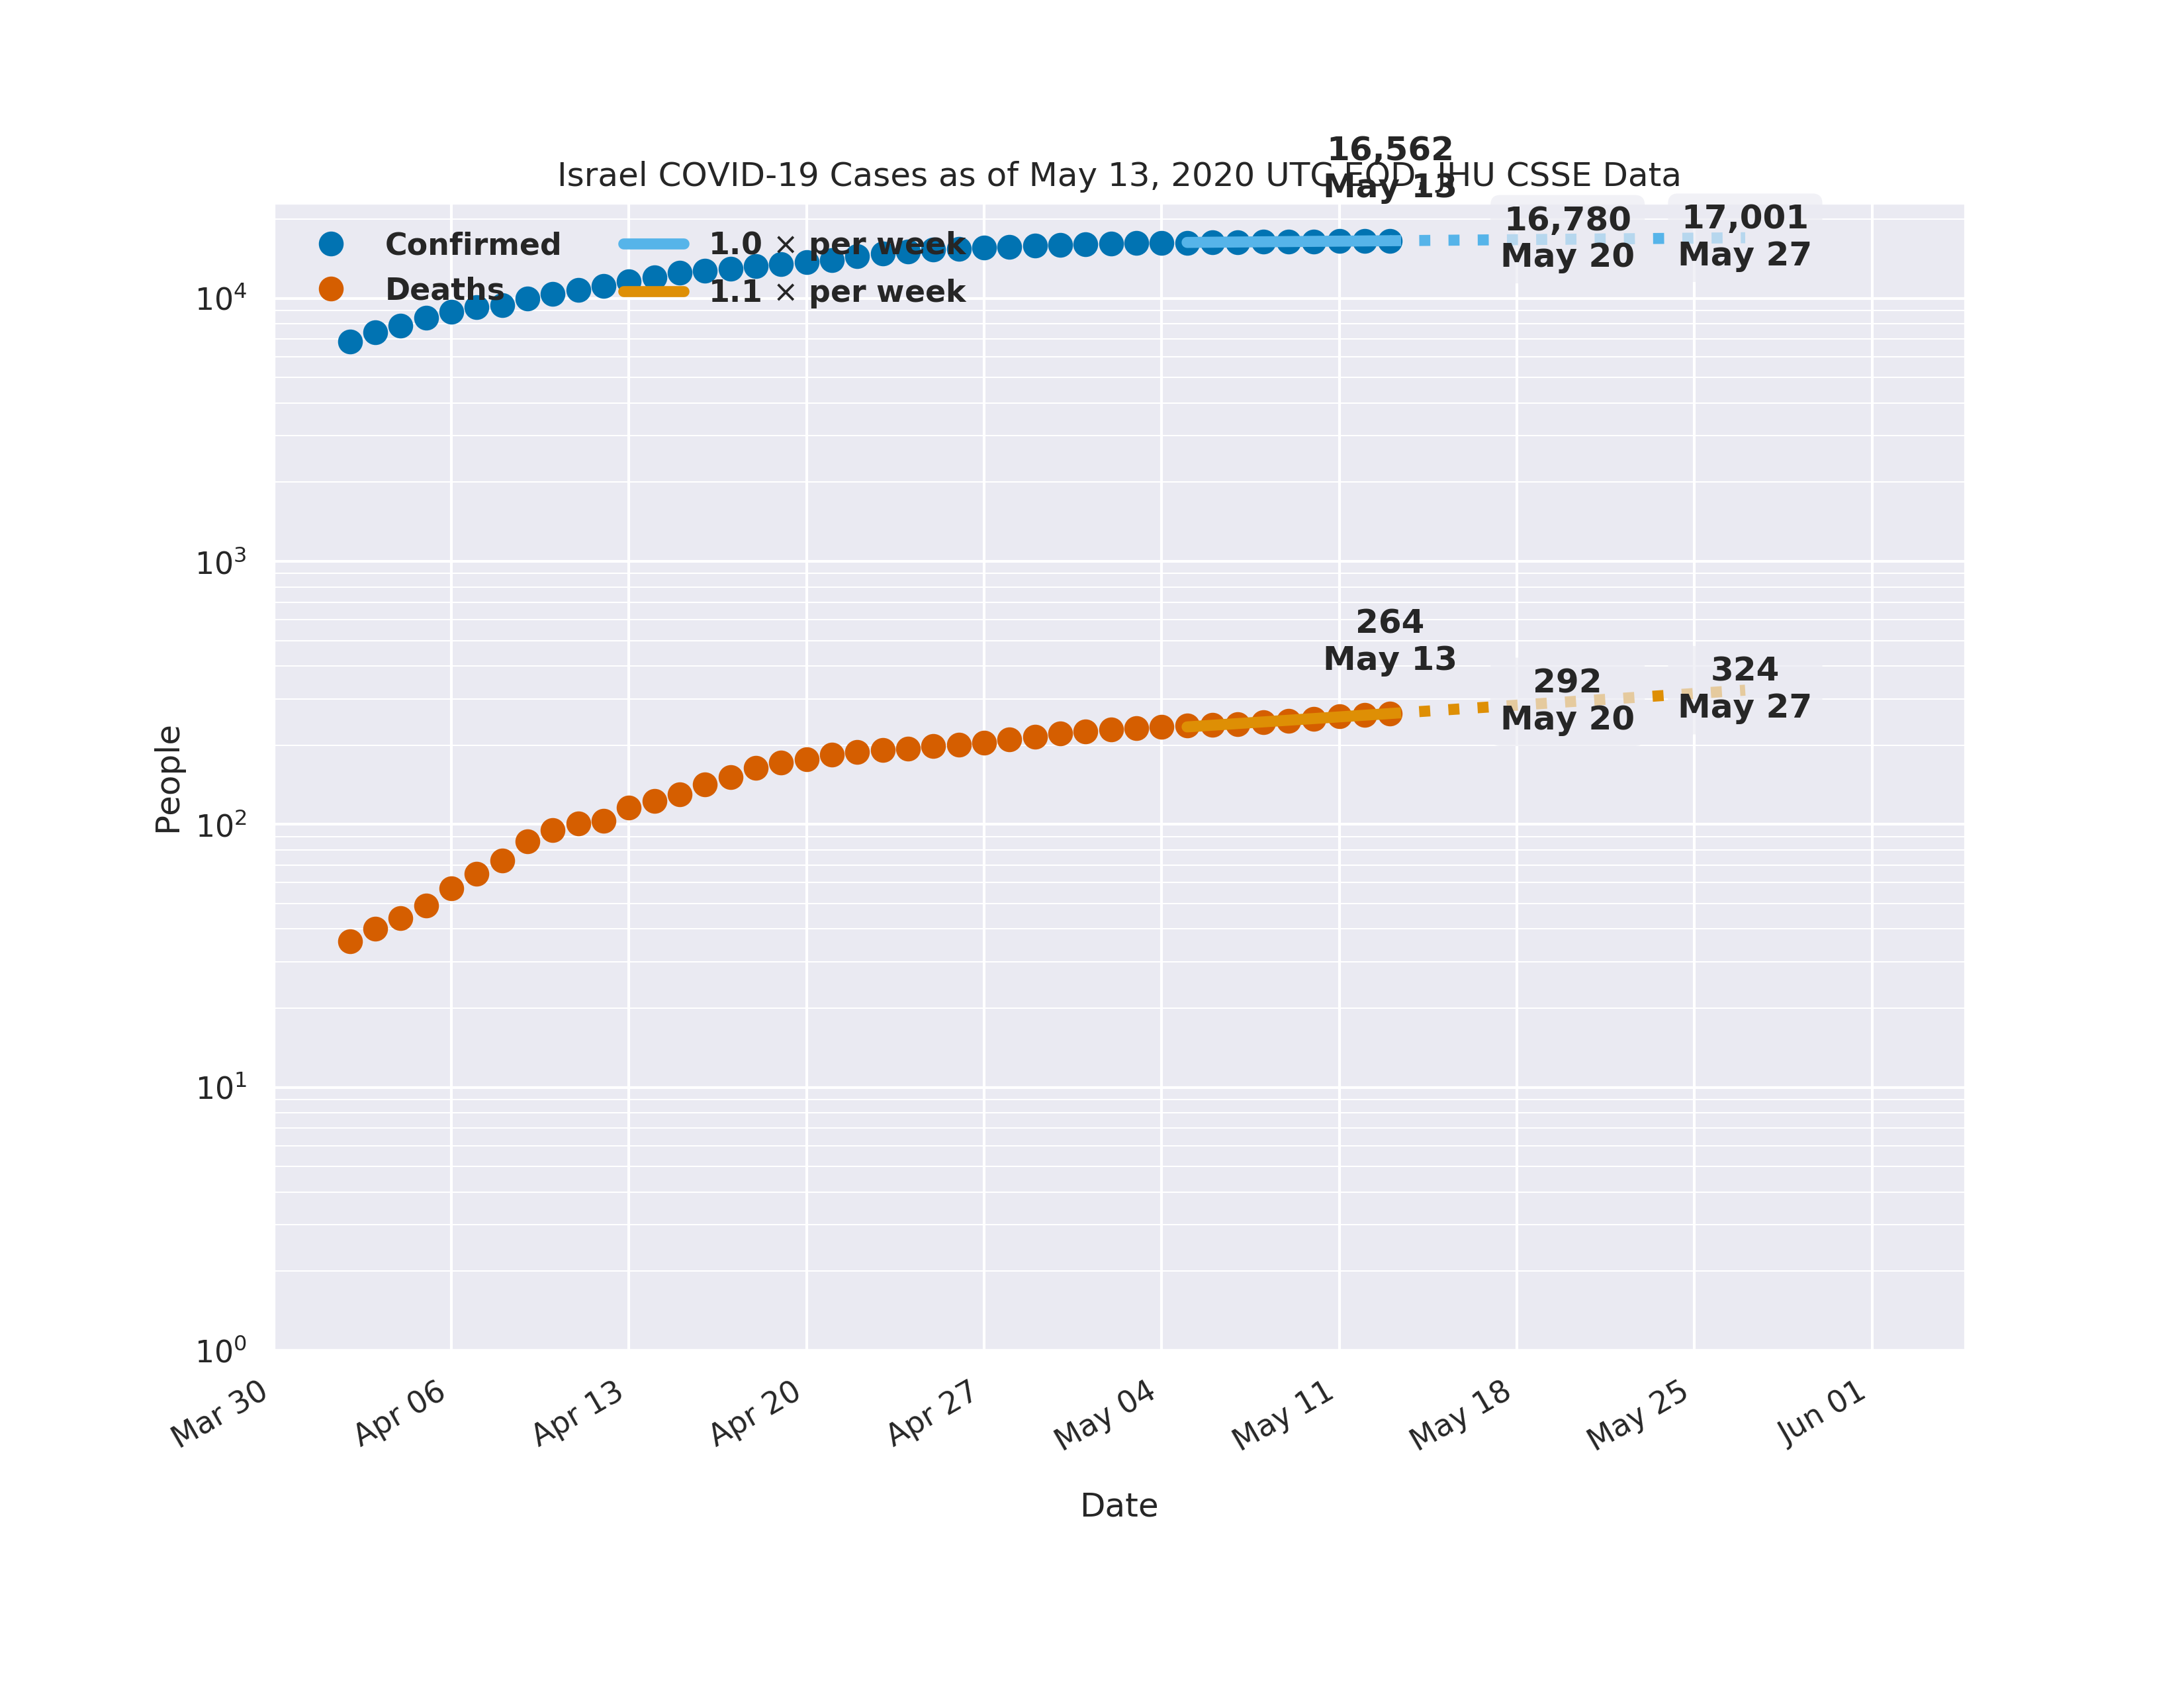 16,562
May 13
Israel COVID-19 Cases as of May 13, 2020 UTC EOD, JHU CSSE Data
16,780
May 20
17,001
May 27
Confirmed
Deaths
1.0 × per week
1.1 × per week
264
May 13
292
May 20
324
May 27
People
10⁴
10³
10²
10¹
10⁰
Mar 30
Apr 06
Apr 13
Apr 20
Apr 27
May 04
May 11
May 18
May 25
Jun 01
Date